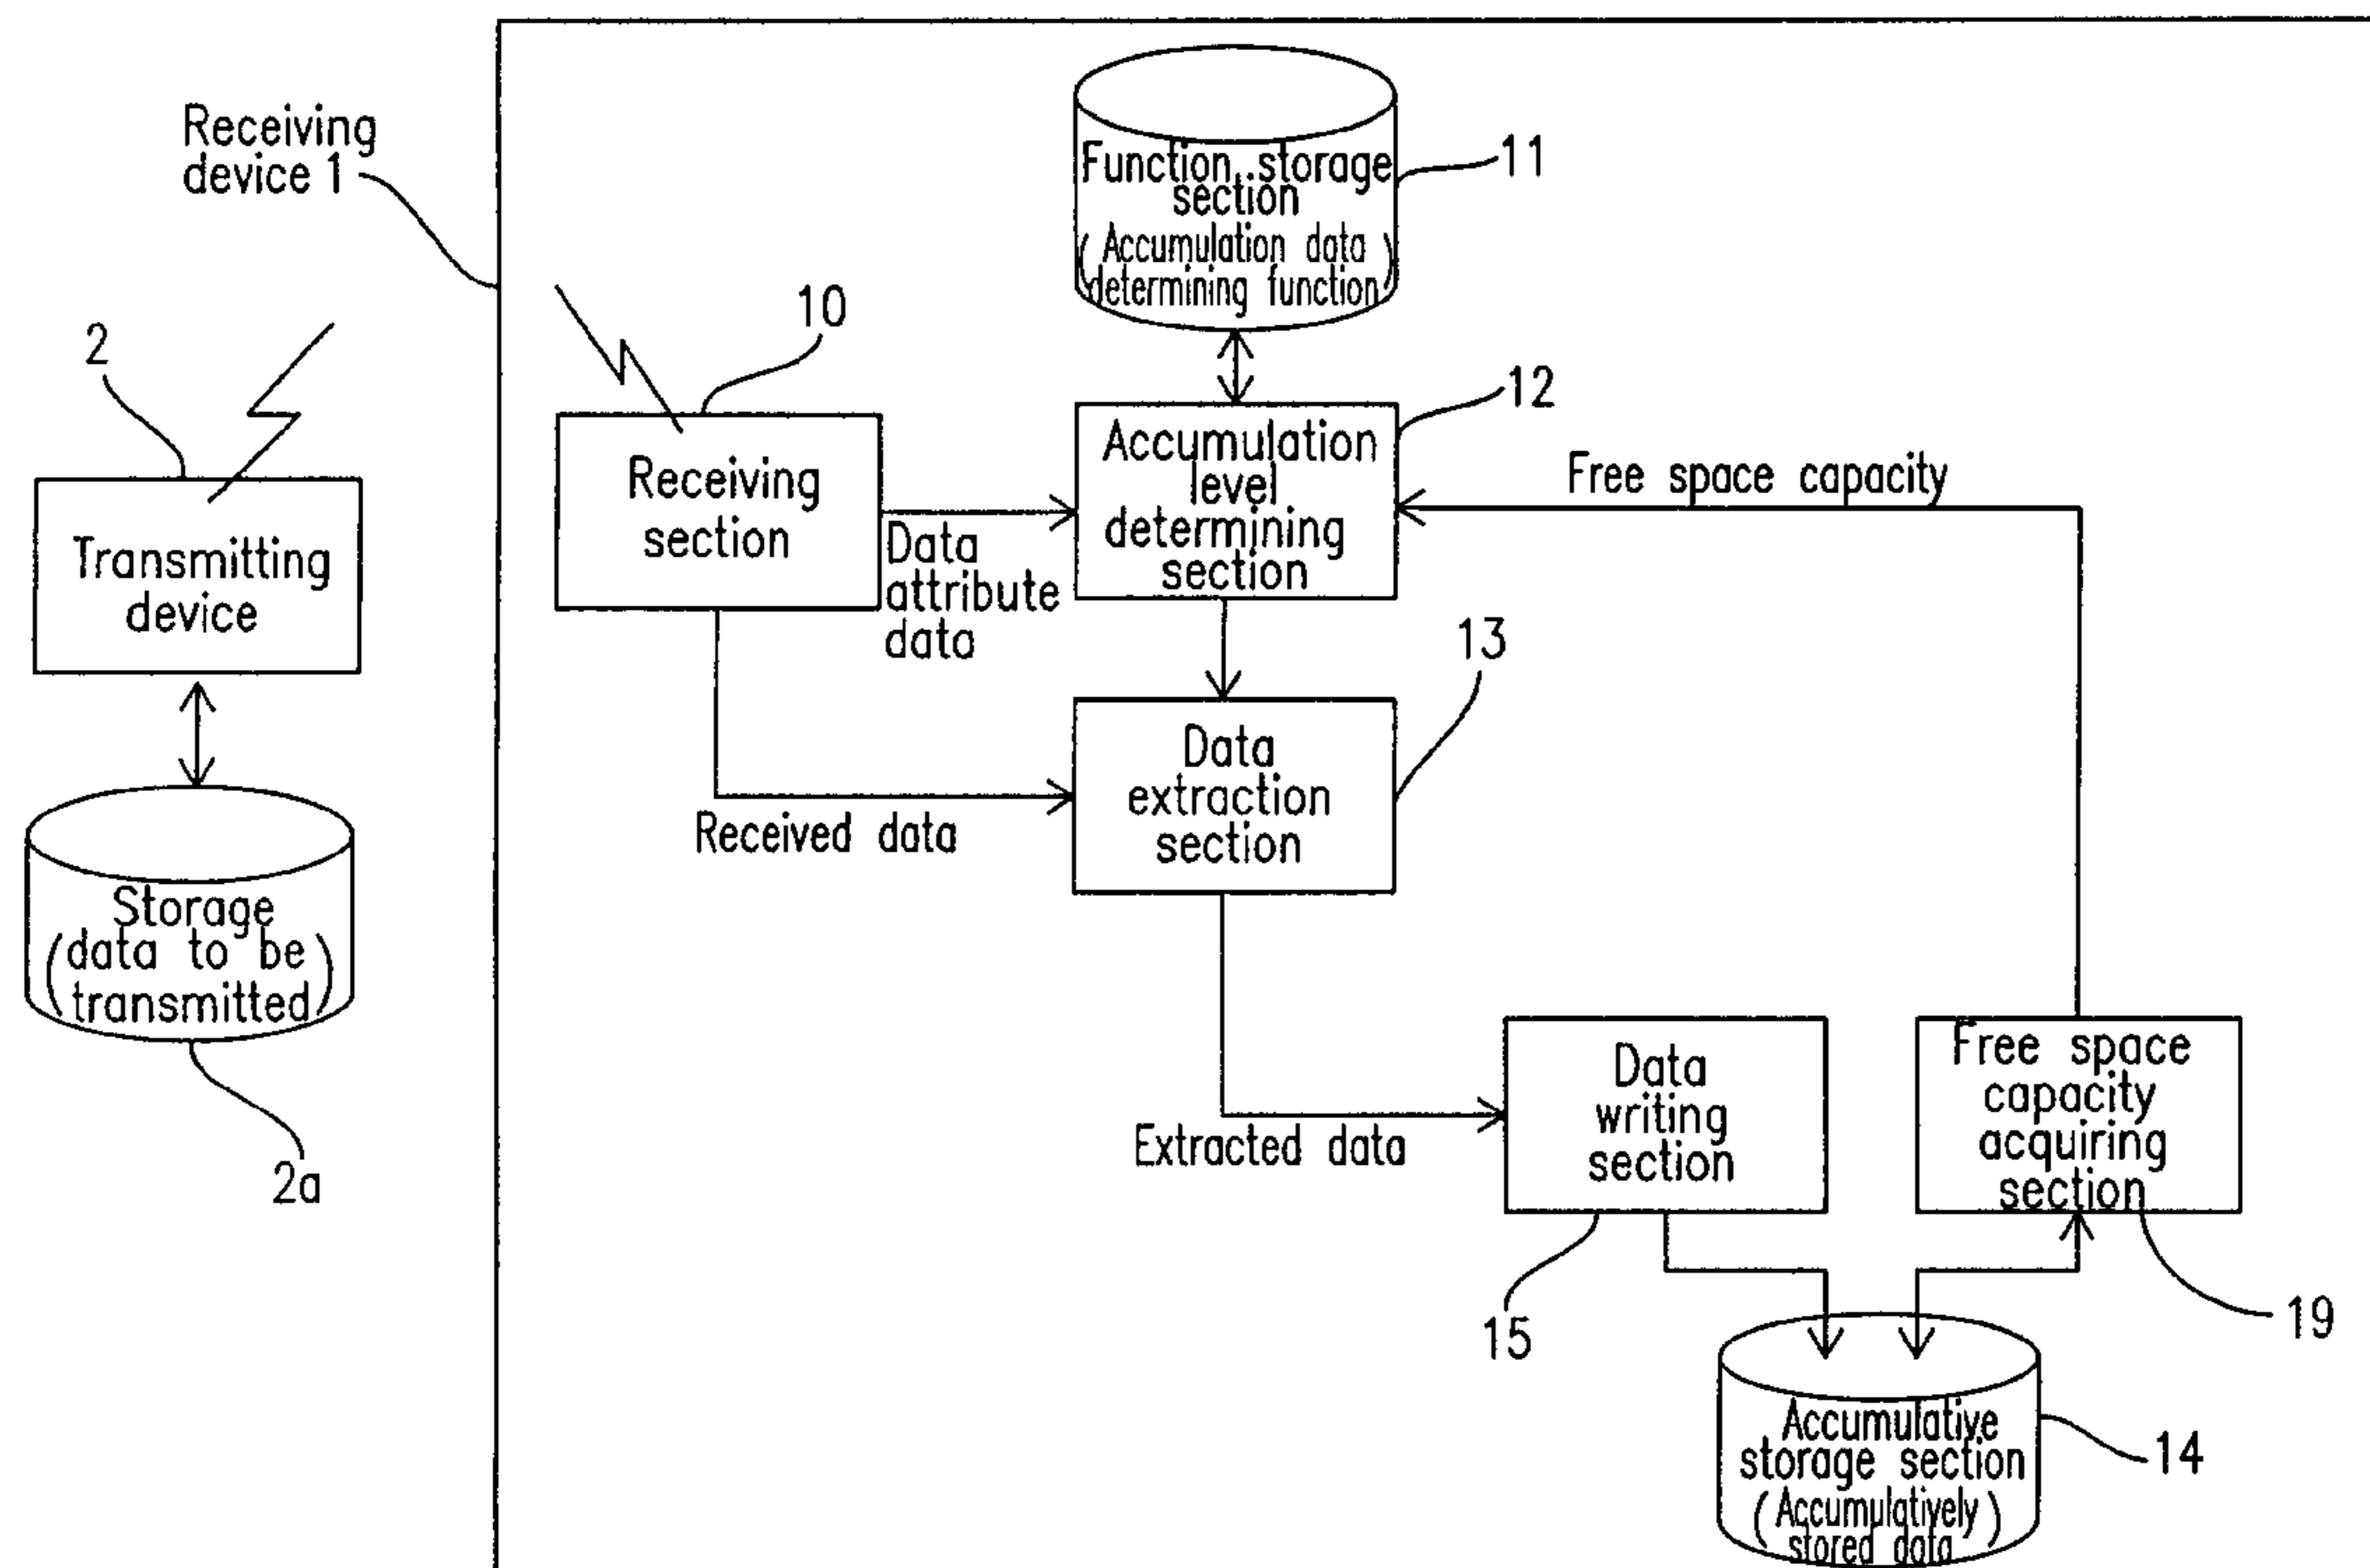 Receiving
device 1
Function storage
section
(Accumulation data
determining function)
11
2
10
12
Transmitting
device
Receiving
section
Data
attribute
data
Accumulation
level
determining
section
Free space capacity
13
Storage
(data to be
transmitted)
2a
Received data
Data
extraction
section
Extracted data
Data
writing
section
Free space
capacity
acquiring
section
15
19
Accumulative
storage section
(Accumulatively
stored data)
14